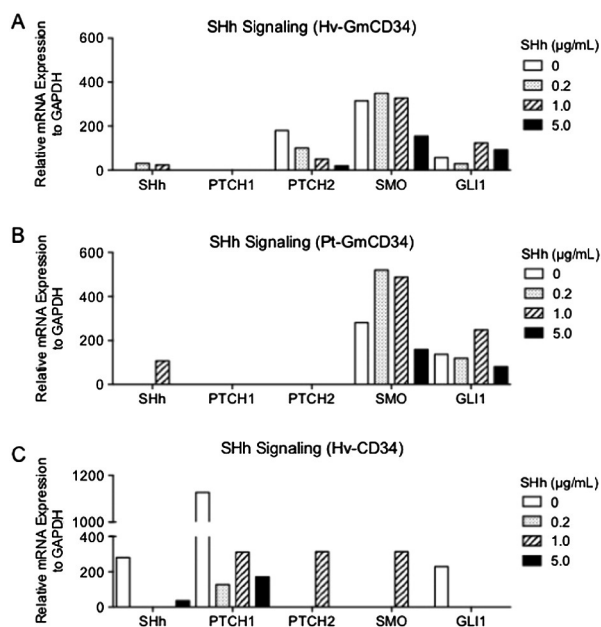 A
SHh Signaling (Hv-GmCD34)
Relative mRNA Expression
to GAPDH
600
400
200
0
SHh PTCH1 PTCH2 SMO GLI1
SHh (µg/mL)
0
0.2
1.0
5.0
B
SHh Signaling (Pt-GmCD34)
Relative mRNA Expression
to GAPDH
600
400
200
0
SHh PTCH1 PTCH2 SMO GLI1
SHh (µg/mL)
0
0.2
1.0
5.0
C
SHh Signaling (Hv-CD34)
Relative mRNA Expression
to GAPDH
1200
1000
400
200
0
SHh PTCH1 PTCH2 SMO GLI1
SHh (µg/mL)
0
0.2
1.0
5.0